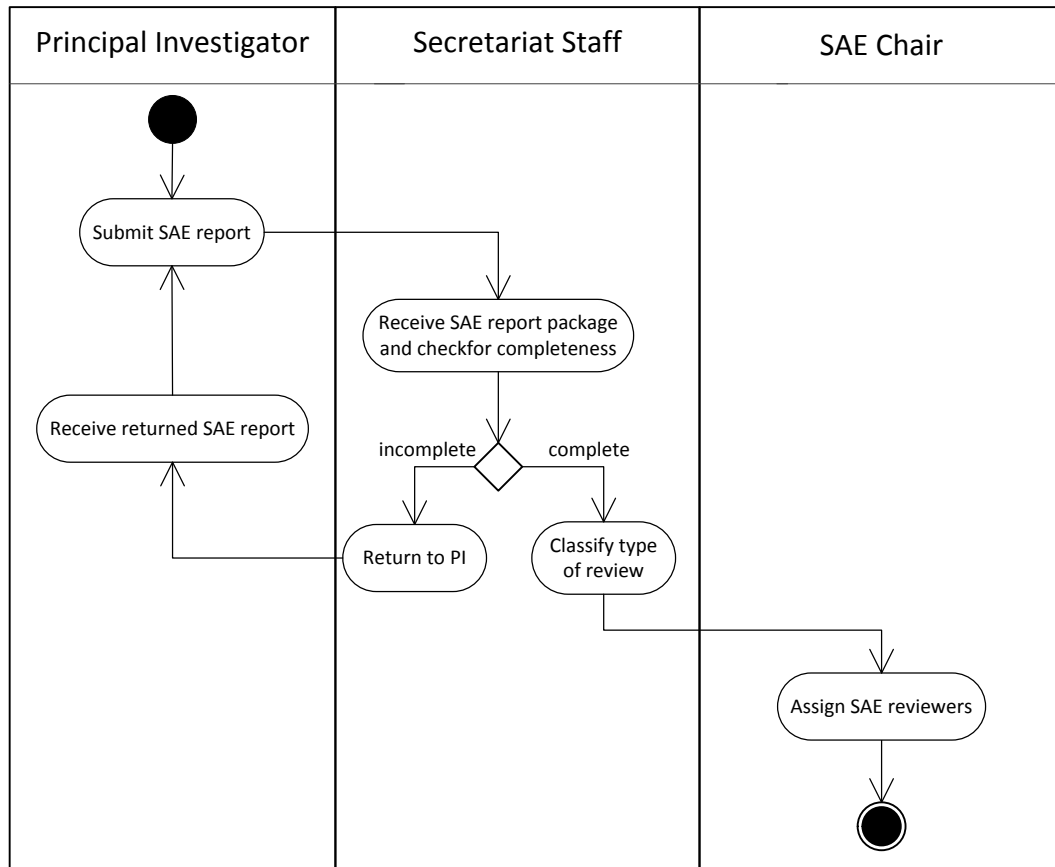 Principal Investigator
Secretariat Staff
SAE Chair
Submit SAE report
Receive SAE report package
and checkfor completeness
Receive returned SAE report
incomplete
complete
Return to PI
Classify type
of review
Assign SAE reviewers